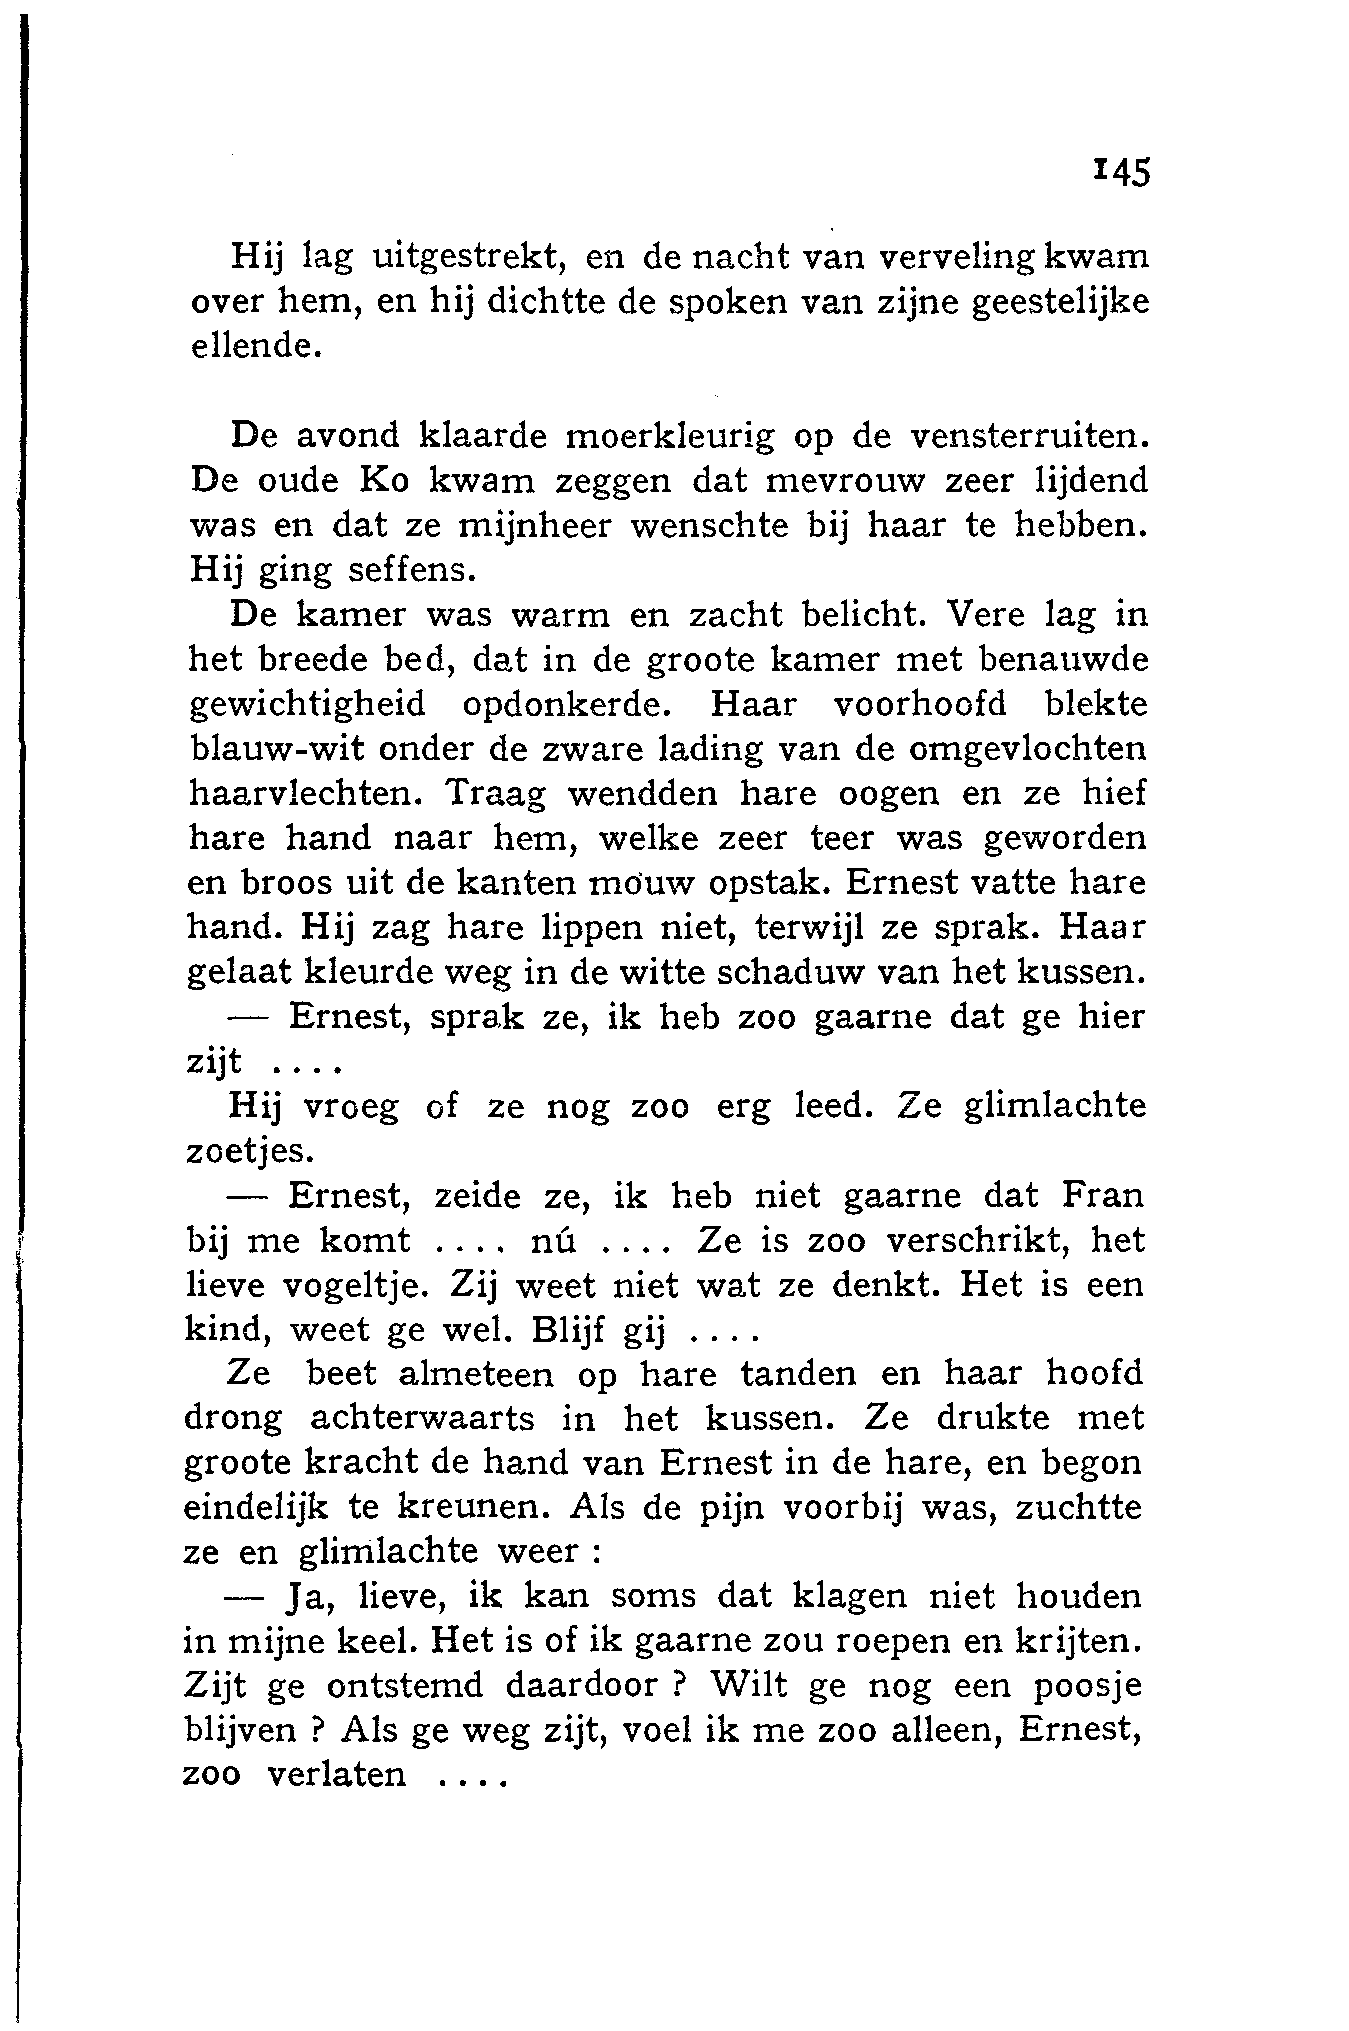 145
Hij lag uitgestrekt, en de nacht van verveling kwam
over hem, en hij dichtte de spoken van zijne geestelijke
ellende.
De avond klaarde moerkleurig op de vensterruiten.
De oude Ko kwam zeggen dat mevrouw zeer lijdend
was en dat ze mijnheer wenschte bij haar te hebben.
Hij ging seffens.
De kamer was warm en zacht belicht. Vere lag in
het breede bed, dat in de groote kamer met benauwde
gewichtigheid opdonkerde. Haar voorhoofd blekte
blauw-wit onder de zware lading van de omgevlochten
haarvlechten. Traag wendden hare oogen en ze hief
hare hand naar hem, welke zeer teer was geworden
en broos uit de kanten mouw opstak. Ernest vatte hare
hand. Hij zag hare lippen niet, terwijl ze sprak. Haar
gelaat kleurde weg in de witte schaduw van het kussen.
— Ernest, sprak ze, ik heb zoo gaarne dat ge hier
zijt ....
Hij vroeg of ze nog zoo erg leed. Ze glimlachte
zoetjes.
— Ernest, zeide ze, ik heb niet gaarne dat Fran
bij me komt .... nú .... Ze is zoo verschrikt, het
lieve vogeltje. Zij weet niet wat ze denkt. Het is een
kind, weet ge wel. Blijf gij ....
Ze beet almeteen op hare tanden en haar hoofd
drong achterwaarts in het kussen. Ze drukte met
groote kracht de hand van Ernest in de hare, en begon
eindelijk te kreunen. Als de pijn voorbij was, zuchtte
ze en glimlachte weer :
— Ja, lieve, ik kan soms dat klagen niet houden
in mijne keel. Het is of ik gaarne zou roepen en krijten.
Zijt ge ontstemd daardoor ? Wilt ge nog een poosje
blijven ? Als ge weg zijt, voel ik me zoo alleen, Ernest,
zoo verlaten ....